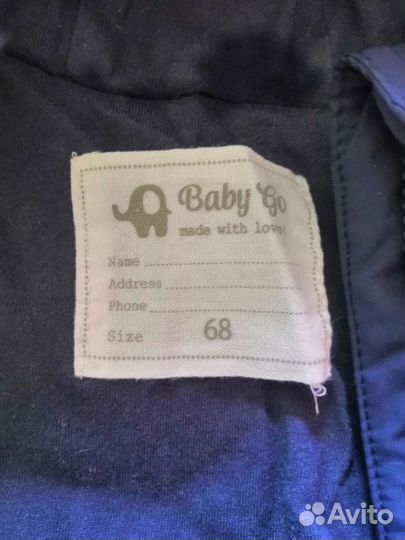 Baby Go
made with love!
Name
Address
Phone
Size 68
Avito